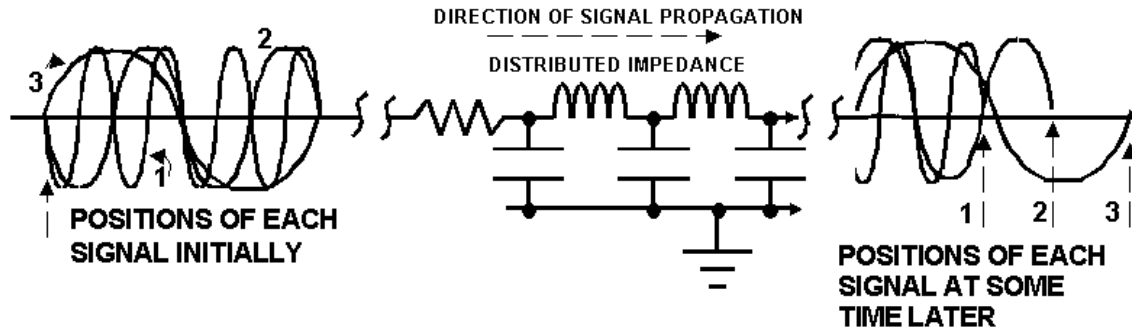 DIRECTION OF SIGNAL PROPAGATION
DISTRIBUTED IMPEDANCE
2
3
1
POSITIONS OF EACH
SIGNAL INITIALLY
1 2 3
POSITIONS OF EACH
SIGNAL AT SOME
TIME LATER